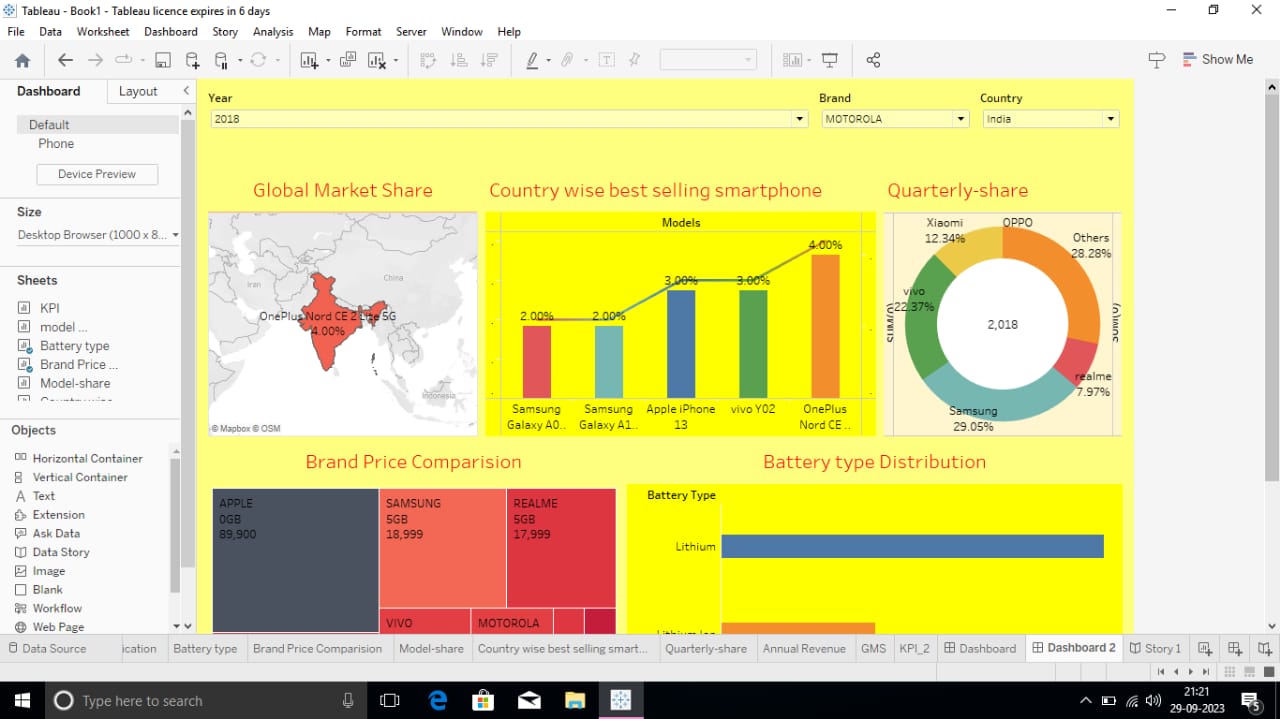 Tableau - Book1 - Tableau licence expires in 6 days
File Data Worksheet Dashboard Story Analysis Map Format Server Window Help
Show Me
Dashboard Layout
Default
Phone
Device Preview
Size
Desktop Browser (1000 x 8...
Sheets
KPI
model ...
Battery type
Brand Price ...
Model-share
Objects
Horizontal Container
Vertical Container
Text
Extension
Ask Data
Data Story
Image
Blank
Workflow
Web Page
Year
2018
Brand
MOTOROLA
Country
India
Global Market Share
China
Iran
OnePlus Nord CE 2 Lite 5G
4.00%
Indonesia
© Mapbox © OSM
Country wise best selling smartphone
Models
2.00% 2.00% 3.00% 3.00% 4.00%
Samsung Samsung Apple iPhone vivo Y02 OnePlus
Galaxy A0.. Galaxy A1.. 13 Nord CE ..
Quarterly-share
Xiaomi
12.34%
OPPO
Others
28.28%
vivo
22.37%
2,018
realme
7.97%
Samsung
29.05%
Brand Price Comparision
APPLE
0GB
89,900
SAMSUNG
5GB
18,999
REALME
5GB
17,999
VIVO
MOTOROLA
Battery type Distribution
Battery Type
Lithium
Data Source ication Battery type Brand Price Comparision Model-share Country wise best selling smart... Quarterly-share Annual Revenue GMS KPI_2 Dashboard Dashboard 2 Story 1
Type here to search
21:21
29-09-2023
5